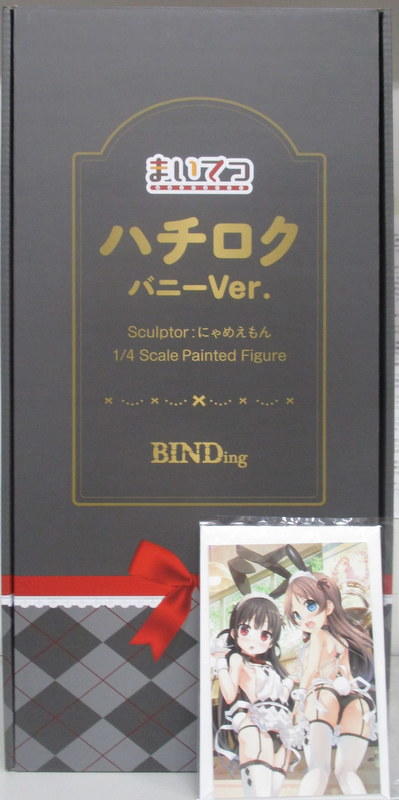 まいてつ
ハチロク
バニーVer.
Sculptor：にゃめえもん
1/4 Scale Painted Figure
BINDing